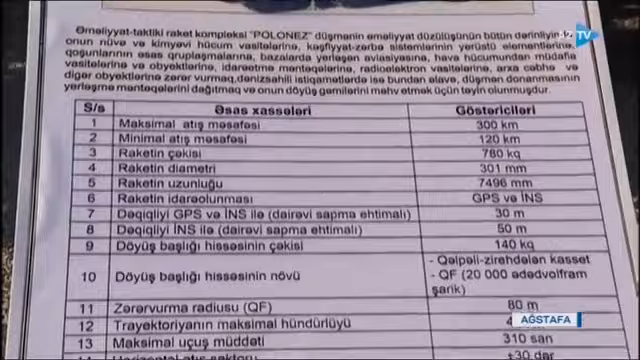 Əməliyyat-taktiki raket kompleksi "POLONEZ" düşmənin əməliyyat düzülüşünün bütün dərinliyində
onun nüvə və kimyəvi hücum vasitələrinə, kəşfiyyat-zərbə sistemlərinin yerüstü elementlərinə,
qoşunlarının əsas qruplaşmalarına, bazalarda yerləşən aviasiyasına, hava hücumundan müdafiə
vasitələrinə və obyektlərinə, idarəetmə məntəqələrinə, radioelektron vasitələrinə, arxa cəbhə və
digər obyektlərinə zərər vurmaq, dənizsahili istiqamətlərdə isə bundan əlavə, düşmən donanmasının
yerləşmə məntəqələrini dağıtmaq və onun döyüş gəmilərini məhv etmək üçün təyin olunmuşdur.
TV
S/s Əsas xassələri Göstəriciləri
1 Maksimal atış məsafəsi 300 km
2 Minimal atış məsafəsi 120 km
3 Raketin çəkisi 780 kq
4 Raketin diametri 301 mm
5 Raketin uzunluğu 7496 mm
6 Raketin idarəolunması GPS və İNS
7 Dəqiqliyi GPS və İNS ilə (dairəvi sapma ehtimalı) 30 m
8 Dəqiqliyi İNS ilə (dairəvi sapma ehtimalı) 50 m
9 Döyüş başlığı hissəsinin çəkisi 140 kq
10 Döyüş başlığı hissəsinin növü - Qəlpəli-zirehdələn kasset
- QF (20 000 ədədvolfram
şarik)
11 Zərərvurma radiusu (QF) 80 m
12 Trayektoriyanın maksimal hündürlüyü
AĞSTAFA
13 Maksimal uçuş müddəti 310 san
14 Horizontal atış sektoru ±30 dər